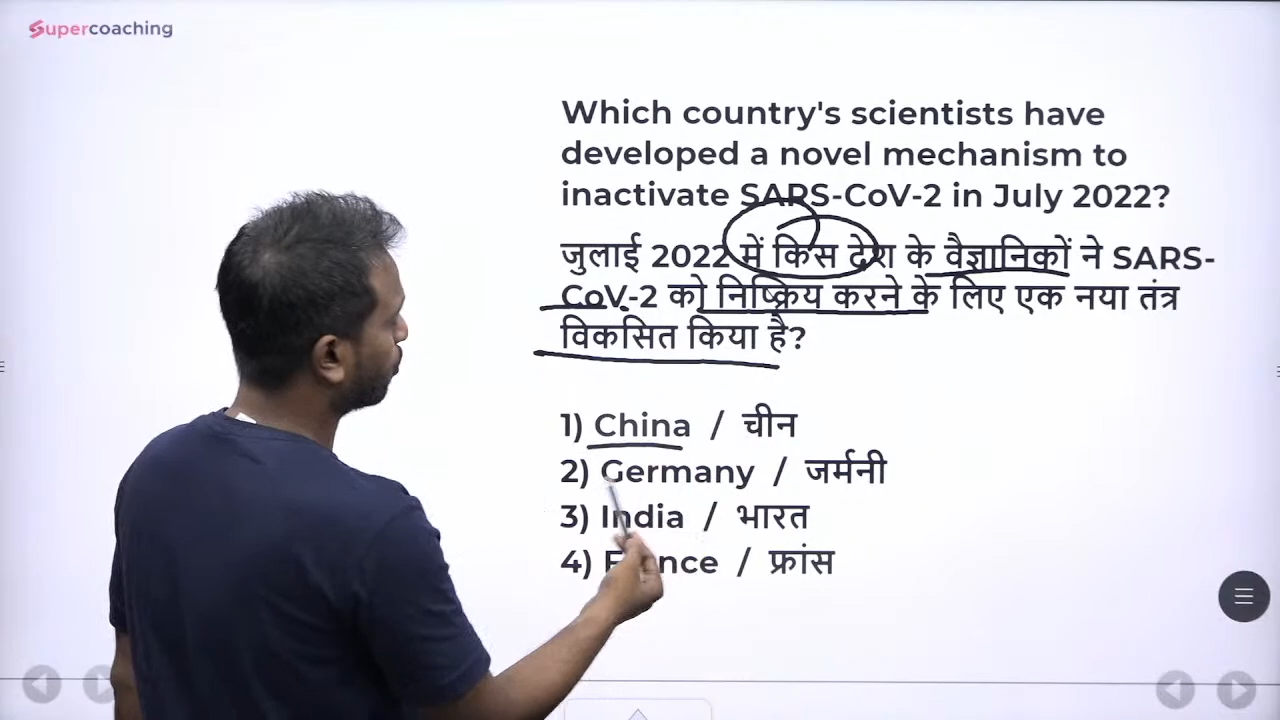 Supercoaching
Which country's scientists have
developed a novel mechanism to
inactivate SARS-CoV-2 in July 2022?
जुलाई 2022 में किस देश के वैज्ञानिकों ने SARS-
CoV-2 को निष्क्रिय करने के लिए एक नया तंत्र
विकसित किया है?
1) China / चीन
2) Germany / जर्मनी
3) India / भारत
4) France / फ्रांस